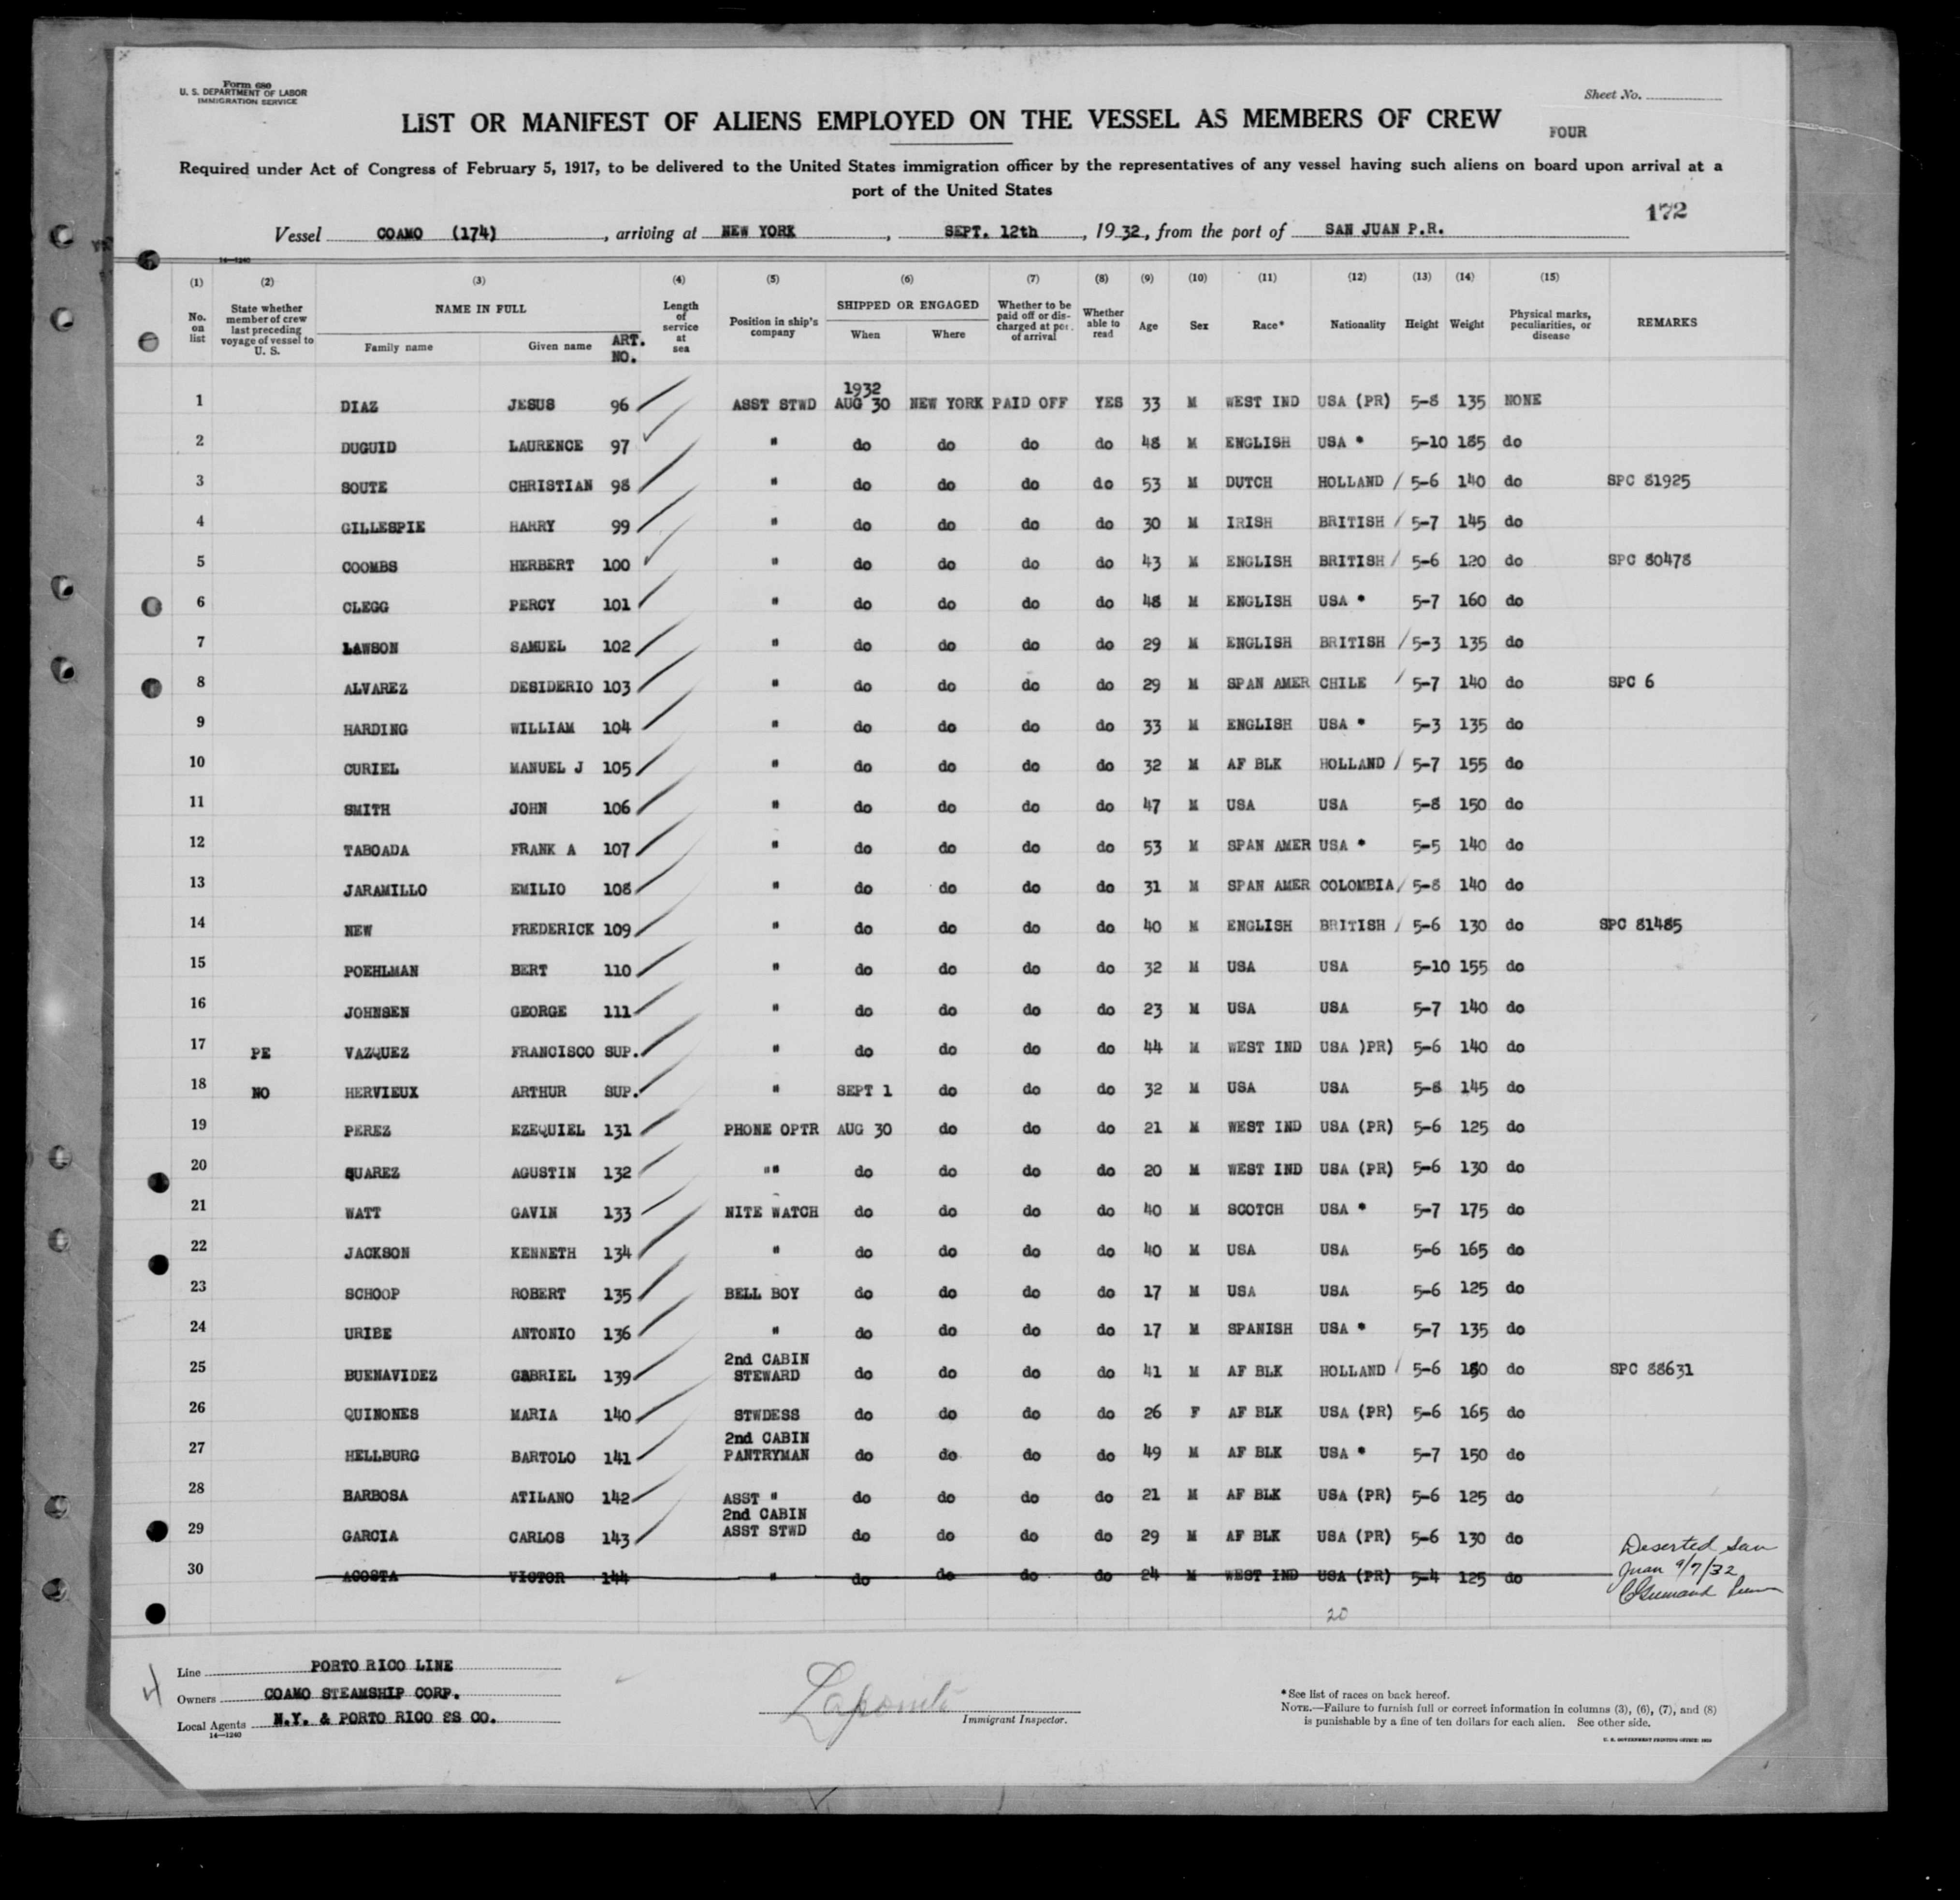 Form 680
U. S. DEPARTMENT OF LABOR
IMMIGRATION SERVICE
Sheet No.
LIST OR MANIFEST OF ALIENS EMPLOYED ON THE VESSEL AS MEMBERS OF CREW
FOUR
Required under Act of Congress of February 5, 1917, to be delivered to the United States immigration officer by the representatives of any vessel having such aliens on board upon arrival at a
port of the United States
172
Vessel COAMO (174), arriving at NEW YORK, SEPT. 12th, 1932, from the port of SAN JUAN P.R.
14—1240
(1) (2) (3) (4) (5) (6) (7) (8) (9) (10) (11) (12) (13) (14) (15)
No. on list State whether member of crew last preceding voyage of vessel to U. S. NAME IN FULL Family name Given name ART. NO. Length of service at sea Position in ship's company SHIPPED OR ENGAGED When Where Whether to be paid off or discharged at port of arrival Whether able to read Age Sex Race* Nationality Height Weight Physical marks, peculiarities, or disease REMARKS
1932
1 DIAZ JESUS 96 ASST STWD AUG 30 NEW YORK PAID OFF YES 33 M WEST IND USA (PR) 5-8 135 NONE
2 DUGUID LAURENCE 97 " do do do do 48 M ENGLISH USA * 5-10 185 do
3 SOUTE CHRISTIAN 98 " do do do do 53 M DUTCH HOLLAND / 5-6 140 do SPC 81925
4 GILLESPIE HARRY 99 " do do do do 30 M IRISH BRITISH / 5-7 145 do
5 COOMBS HERBERT 100 " do do do do 43 M ENGLISH BRITISH / 5-6 120 do SPC 80478
6 CLEGG PERCY 101 " do do do do 48 M ENGLISH USA * 5-7 160 do
7 LAWSON SAMUEL 102 " do do do do 29 M ENGLISH BRITISH / 5-3 135 do
8 ALVAREZ DESIDERIO 103 " do do do do 29 M SPAN AMER CHILE / 5-7 140 do SPC 6
9 HARDING WILLIAM 104 " do do do do 33 M ENGLISH USA * 5-3 135 do
10 CURIEL MANUEL J 105 " do do do do 32 M AF BLK HOLLAND / 5-7 155 do
11 SMITH JOHN 106 " do do do do 47 M USA USA 5-8 150 do
12 TABOADA FRANK A 107 " do do do do 53 M SPAN AMER USA * 5-5 140 do
13 JARAMILLO EMILIO 108 " do do do do 31 M SPAN AMER COLOMBIA / 5-8 140 do
14 NEW FREDERICK 109 " do do do do 40 M ENGLISH BRITISH / 5-6 130 do SPC 81485
15 POEHLMAN BERT 110 " do do do do 32 M USA USA 5-10 155 do
16 JOHNSEN GEORGE 111 " do do do do 23 M USA USA 5-7 140 do
17 PE VAZQUEZ FRANCISCO SUP. " do do do do 44 M WEST IND USA )PR) 5-6 140 do
18 NO HERVIEUX ARTHUR SUP. " SEPT 1 do do do 32 M USA USA 5-8 145 do
19 PEREZ EZEQUIEL 131 PHONE OPTR AUG 30 do do do 21 M WEST IND USA (PR) 5-6 125 do
20 SUAREZ AGUSTIN 132 "" do do do do 20 M WEST IND USA (PR) 5-6 130 do
21 WATT GAVIN 133 NITE WATCH do do do do 40 M SCOTCH USA * 5-7 175 do
22 JACKSON KENNETH 134 " do do do do 40 M USA USA 5-6 165 do
23 SCHOOP ROBERT 135 BELL BOY do do do do 17 M USA USA 5-6 125 do
24 URIBE ANTONIO 136 " do do do do 17 M SPANISH USA * 5-7 135 do
25 BUENAVIDEZ GABRIEL 139 2nd CABIN STEWARD do do do do 41 M AF BLK HOLLAND / 5-6 do SPC 88631
26 QUINONES MARIA 140 STWDESS do do do do 26 F AF BLK USA (PR) 5-6 165 do
27 HELLBURG BARTOLO 141 2nd CABIN PANTRYMAN do do do do 49 M AF BLK USA * 5-7 150 do
28 BARBOSA ATILANO 142 ASST " do do do do 21 M AF BLK USA (PR) 5-6 125 do
29 GARCIA CARLOS 143 2nd CABIN ASST STWD do do do do 29 M AF BLK USA (PR) 5-6 130 do
30 ACOSTA VICTOR 144 " do do do do 24 M WEST IND USA (PR) 5-4 125 do Deserted San Juan 9/7/32
20
4
Line PORTO RICO LINE
Owners COAMO STEAMSHIP CORP.
Local Agents N.Y. & PORTO RICO SS CO.
14—1240
Immigrant Inspector.
*See list of races on back hereof.
NOTE.—Failure to furnish full or correct information in columns (3), (6), (7), and (8)
is punishable by a fine of ten dollars for each alien. See other side.